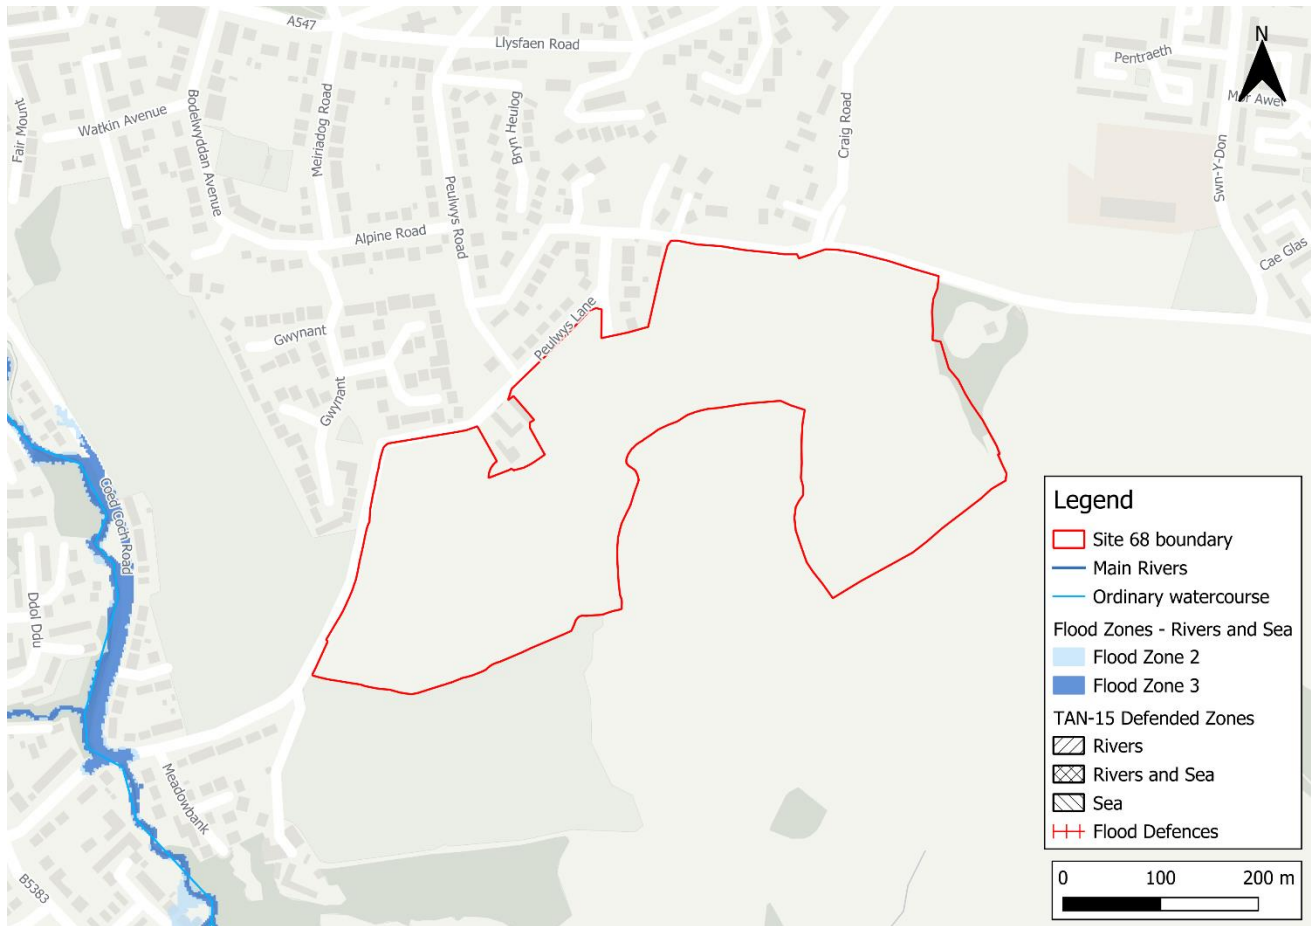 A547
Llysfaen Road
Pentraeth
N
Mor Awel
Fair Mount
Watkin Avenue
Bodelwyddan Avenue
Meiriadog Road
Bryn Heulog
Craig Road
Swn-Y-Don
Peulwys Road
Alpine Road
Cae Glas
Gwynant
Peulwys Lane
Gwynant
Coed Coch Road
Ddol Ddu
Meadowbank
B5383
Legend
Site 68 boundary
Main Rivers
Ordinary watercourse
Flood Zones - Rivers and Sea
Flood Zone 2
Flood Zone 3
TAN-15 Defended Zones
Rivers
Rivers and Sea
Sea
Flood Defences
0 100 200 m